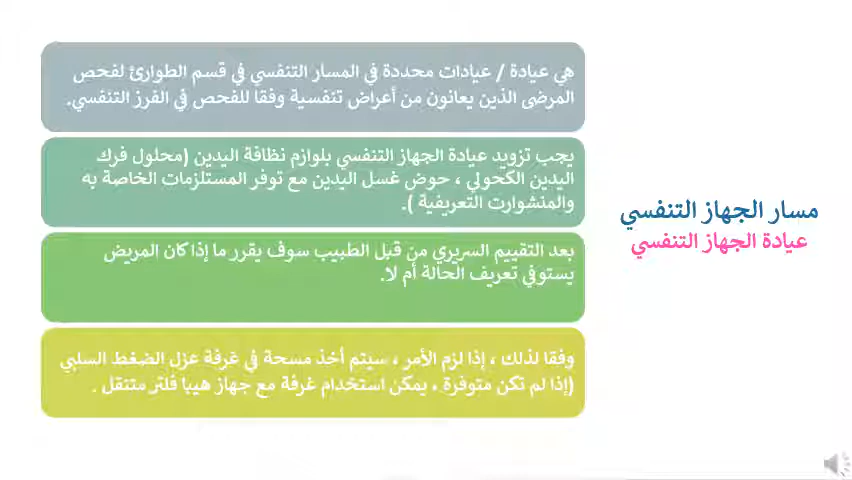 مسار الجهاز التنفسي
عيادة الجهاز التنفسي
هي عيادة / عيادات محددة في المسار التنفسي في قسم الطوارئ لفحص
المرضى الذين يعانون من أعراض تنفسية وفقا للفحص في الفرز التنفسي.
يجب تزويد عيادة الجهاز التنفسي بلوازم نظافة اليدين (محلول فرك
اليدين الكحولي ، حوض غسل اليدين مع توفر المستلزمات الخاصة به
والمنشوارت التعريفية ).
بعد التقييم السريري من قبل الطبيب سوف يقرر ما إذا كان المريض
يستوفي تعريف الحالة أم لا.
وفقا لذلك ، إذا لزم الأمر ، سيتم أخذ مسحة في غرفة عزل الضغط السلبي
(إذا لم تكن متوفرة ، يمكن استخدام غرفة مع جهاز هيبا فلتر متنقل .